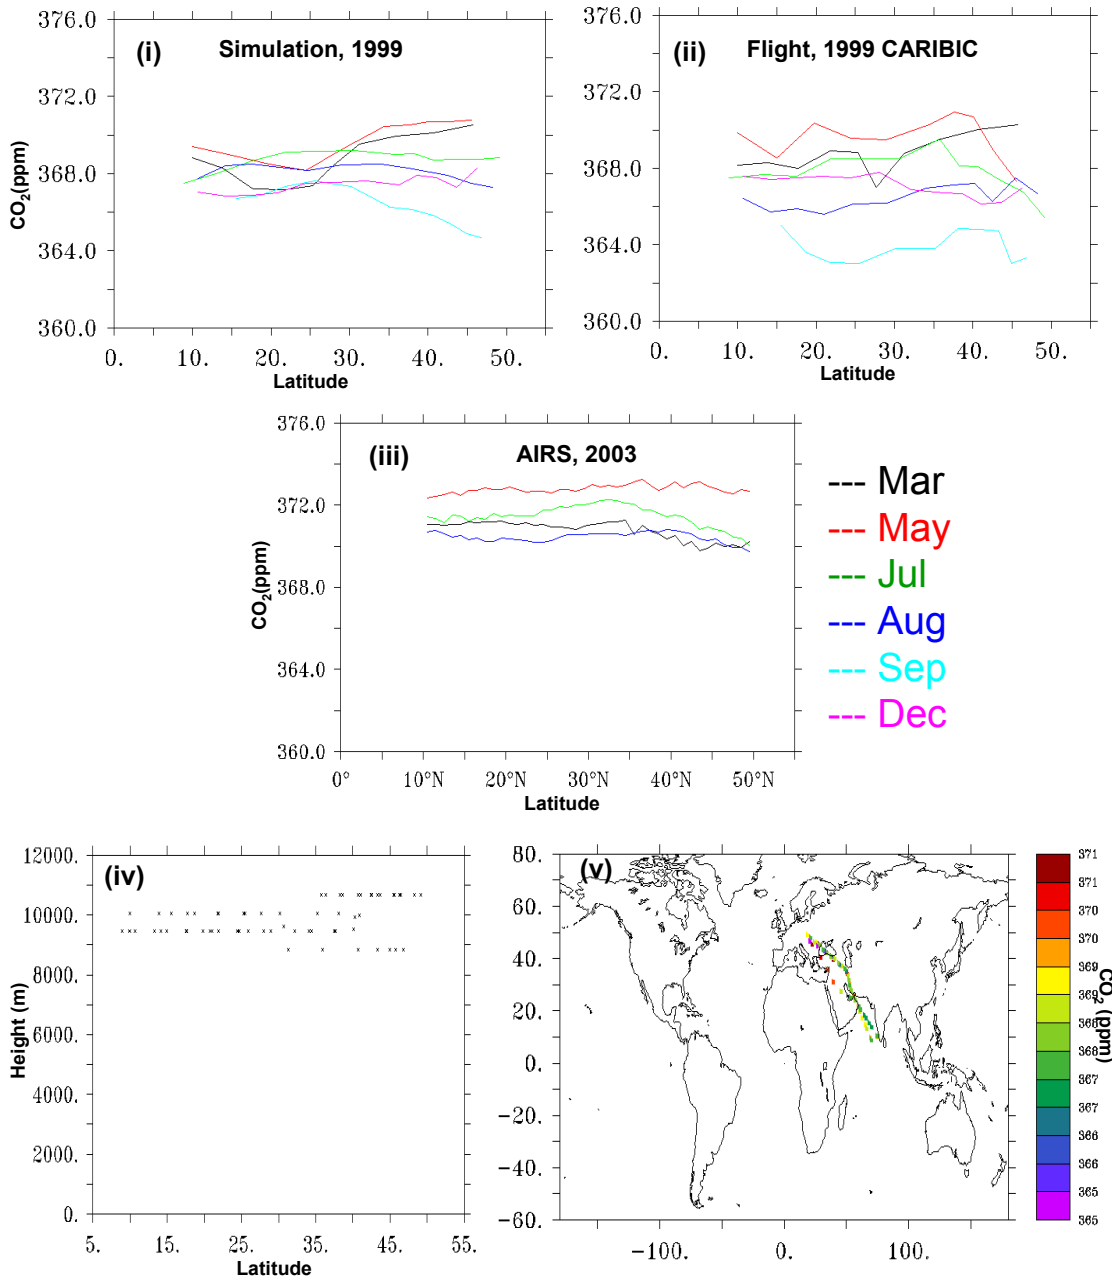 (i) Simulation, 1999
376.0
372.0
368.0
364.0
360.0
CO2(ppm)
0. 10. 20. 30. 40. 50.
Latitude
(ii) Flight, 1999 CARIBIC
376.0
372.0
368.0
364.0
360.0
0. 10. 20. 30. 40. 50.
Latitude
(iii) AIRS, 2003
376.0
372.0
368.0
364.0
360.0
CO2(ppm)
0° 10°N 20°N 30°N 40°N 50°N
Latitude
--- Mar
--- May
--- Jul
--- Aug
--- Sep
--- Dec
(iv)
12000.
10000.
8000.
6000.
4000.
2000.
0.
Height (m)
5. 15. 25. 35. 45. 55.
Latitude
(v)
80.
60.
40.
20.
0.
−20.
−40.
−60.
−100. 0. 100.
371
371
370
370
369
369
368
368
367
367
366
366
365
365
CO2 (ppm)